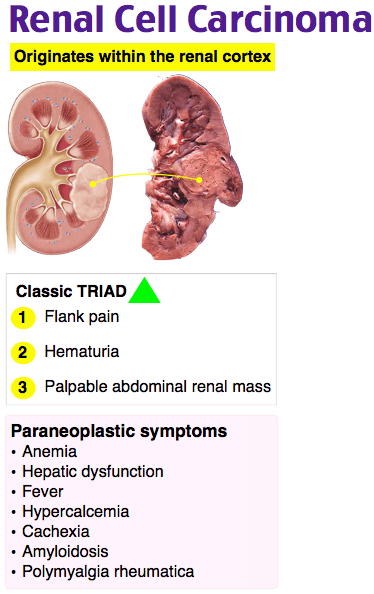 Renal Cell Carcinoma
Originates within the renal cortex
Classic TRIAD
1 Flank pain
2 Hematuria
3 Palpable abdominal renal mass
Paraneoplastic symptoms
• Anemia
• Hepatic dysfunction
• Fever
• Hypercalcemia
• Cachexia
• Amyloidosis
• Polymyalgia rheumatica